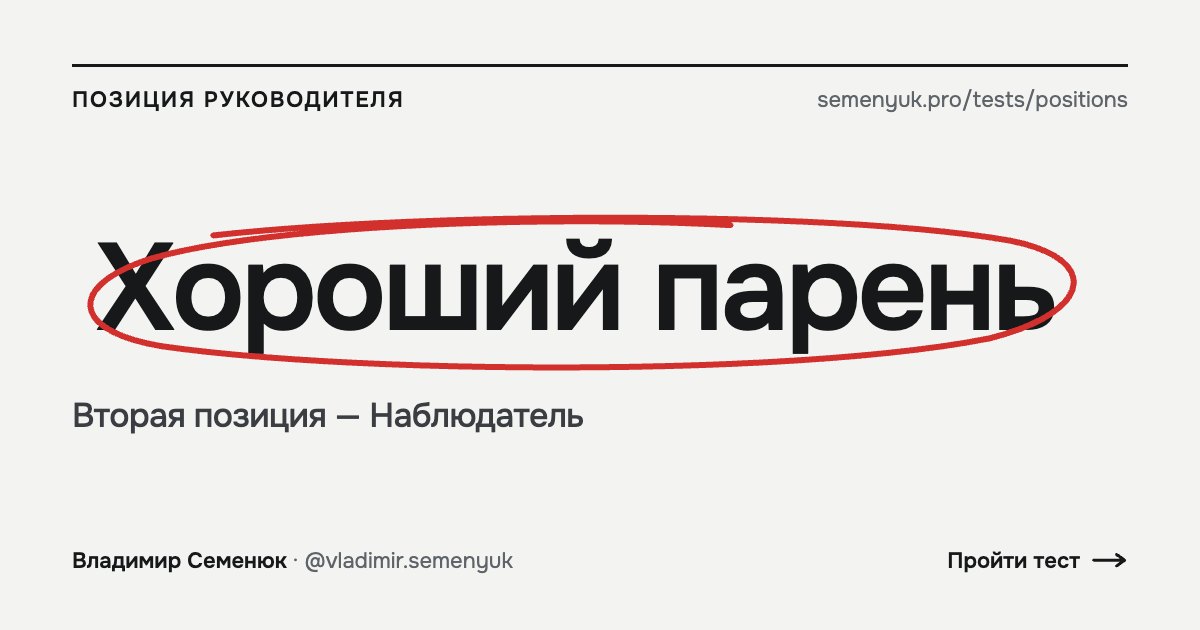 ПОЗИЦИЯ РУКОВОДИТЕЛЯ
semenyuk.pro/tests/positions
Хороший парень
Вторая позиция — Наблюдатель
Владимир Семенюк · @vladimir.semenyuk
Пройти тест →